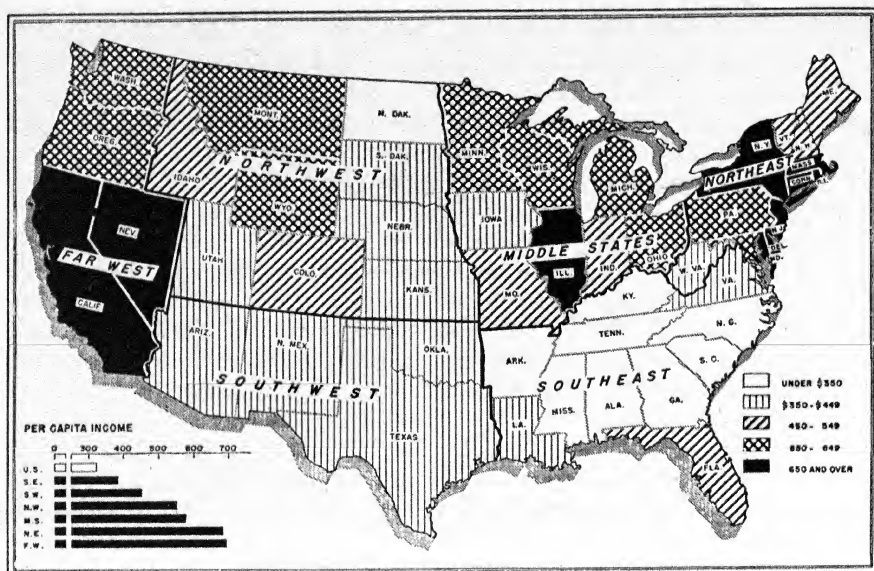 WASH.
MONT.
N. DAK.
MINN.
ME.
VT.
N.H.
N.Y.
MASS.
CONN.
R.I.
OREG.
IDAHO
S. DAK.
WIS.
MICH.
NORTHWEST
NORTHEAST
WYO.
NEBR.
IOWA
PA.
N.J.
NEV.
FAR WEST
UTAH
COLO.
KANS.
MIDDLE STATES
ILL.
IND.
OHIO
W. VA.
VA.
DEL.
MD.
MO.
KY.
CALIF.
ARIZ.
N. MEX.
OKLA.
ARK.
TENN.
N. C.
S. C.
SOUTHWEST
SOUTHEAST
MISS.
ALA.
GA.
TEXAS
LA.
FLA.
UNDER $350
$350-$449
450 - 549
550 - 649
650 AND OVER
PER CAPITA INCOME
0 300 400 500 600 700
U.S.
S.E.
S.W.
N.W.
M.S.
N.E.
F.W.